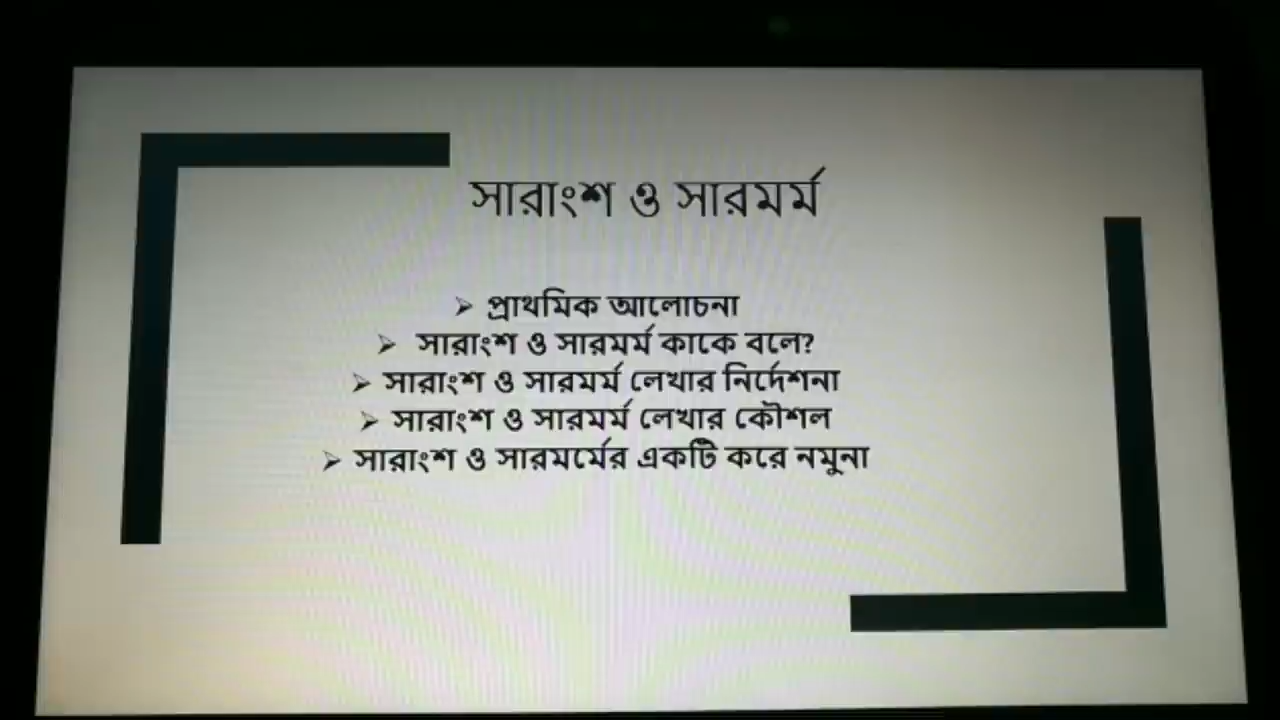 সারাংশ ও সারমর্ম
➢ প্রাথমিক আলোচনা
➢ সারাংশ ও সারমর্ম কাকে বলে?
➢ সারাংশ ও সারমর্ম লেখার নির্দেশনা
➢ সারাংশ ও সারমর্ম লেখার কৌশল
➢ সারাংশ ও সারমর্মের একটি করে নমুনা